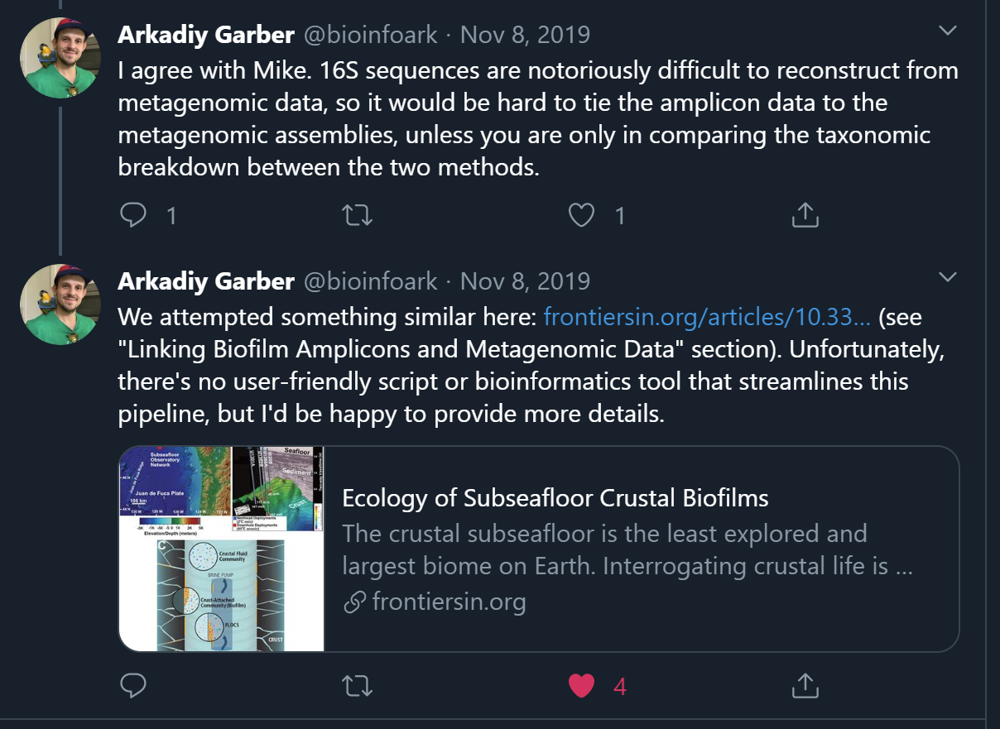 Arkadiy Garber @bioinfoark · Nov 8, 2019
I agree with Mike. 16S sequences are notoriously difficult to reconstruct from
metagenomic data, so it would be hard to tie the amplicon data to the
metagenomic assemblies, unless you are only in comparing the taxonomic
breakdown between the two methods.
1
1
Arkadiy Garber @bioinfoark · Nov 8, 2019
We attempted something similar here: frontiersin.org/articles/10.33... (see
"Linking Biofilm Amplicons and Metagenomic Data" section). Unfortunately,
there's no user-friendly script or bioinformatics tool that streamlines this
pipeline, but I'd be happy to provide more details.
Subseafloor
Observatory
Network
Juan de Fuca Ridge
Juan de Fuca Plate
100 km
Elevation/Depth (meters)
Seafloor
Sediment
Crust
C
Crustal Fluid
Community
BRINE PUMP
Crust-Attached
Community (Biofilm)
FLOCS
CRUST
Ecology of Subseafloor Crustal Biofilms
The crustal subseafloor is the least explored and
largest biome on Earth. Interrogating crustal life is ...
frontiersin.org
4